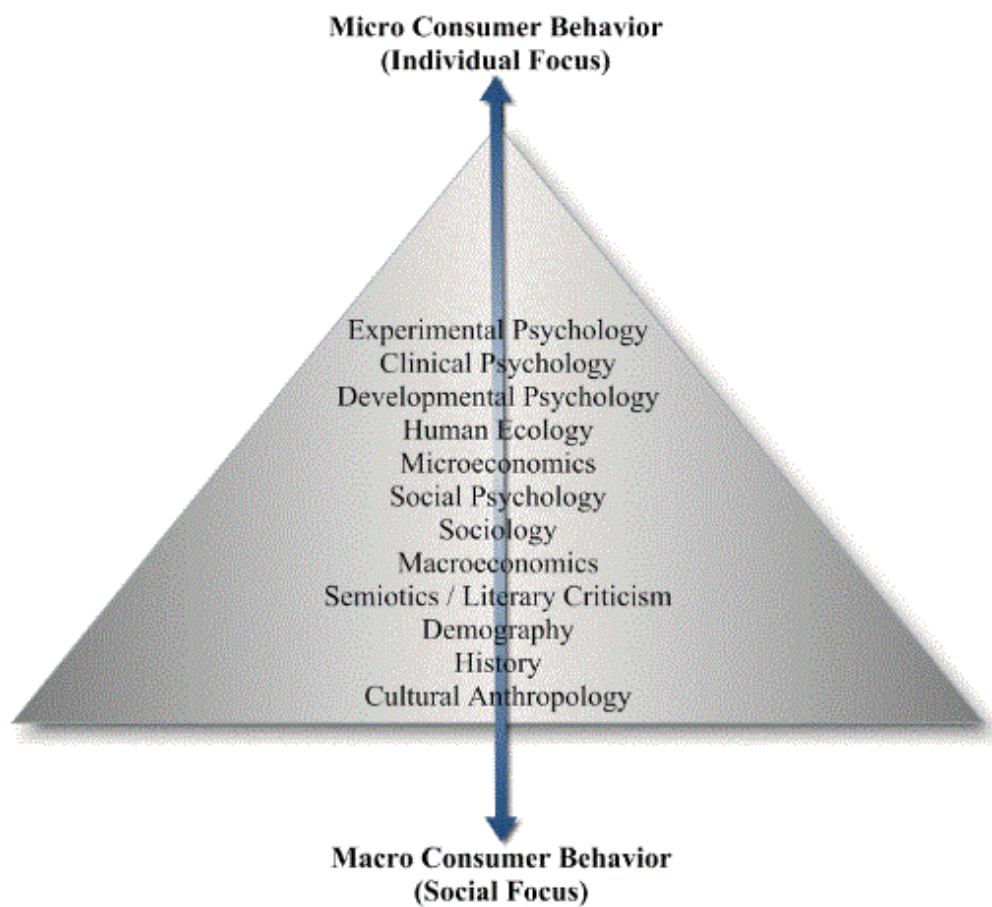 Micro Consumer Behavior
(Individual Focus)
Experimental Psychology
Clinical Psychology
Developmental Psychology
Human Ecology
Microeconomics
Social Psychology
Sociology
Macroeconomics
Semiotics / Literary Criticism
Demography
History
Cultural Anthropology
Macro Consumer Behavior
(Social Focus)